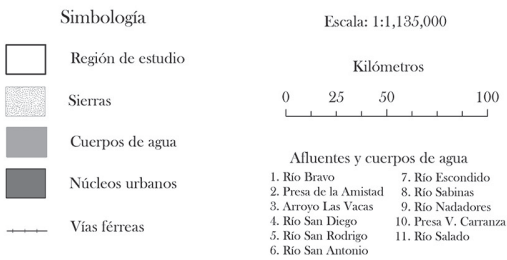 Simbología
Región de estudio
Sierras
Cuerpos de agua
Núcleos urbanos
Vías férreas
Escala: 1:1,135,000
Kilómetros
0 25 50 100
Afluentes y cuerpos de agua
1. Río Bravo
2. Presa de la Amistad
3. Arroyo Las Vacas
4. Río San Diego
5. Río San Rodrigo
6. Río San Antonio
7. Río Escondido
8. Río Sabinas
9. Río Nadadores
10. Presa V. Carranza
11. Río Salado